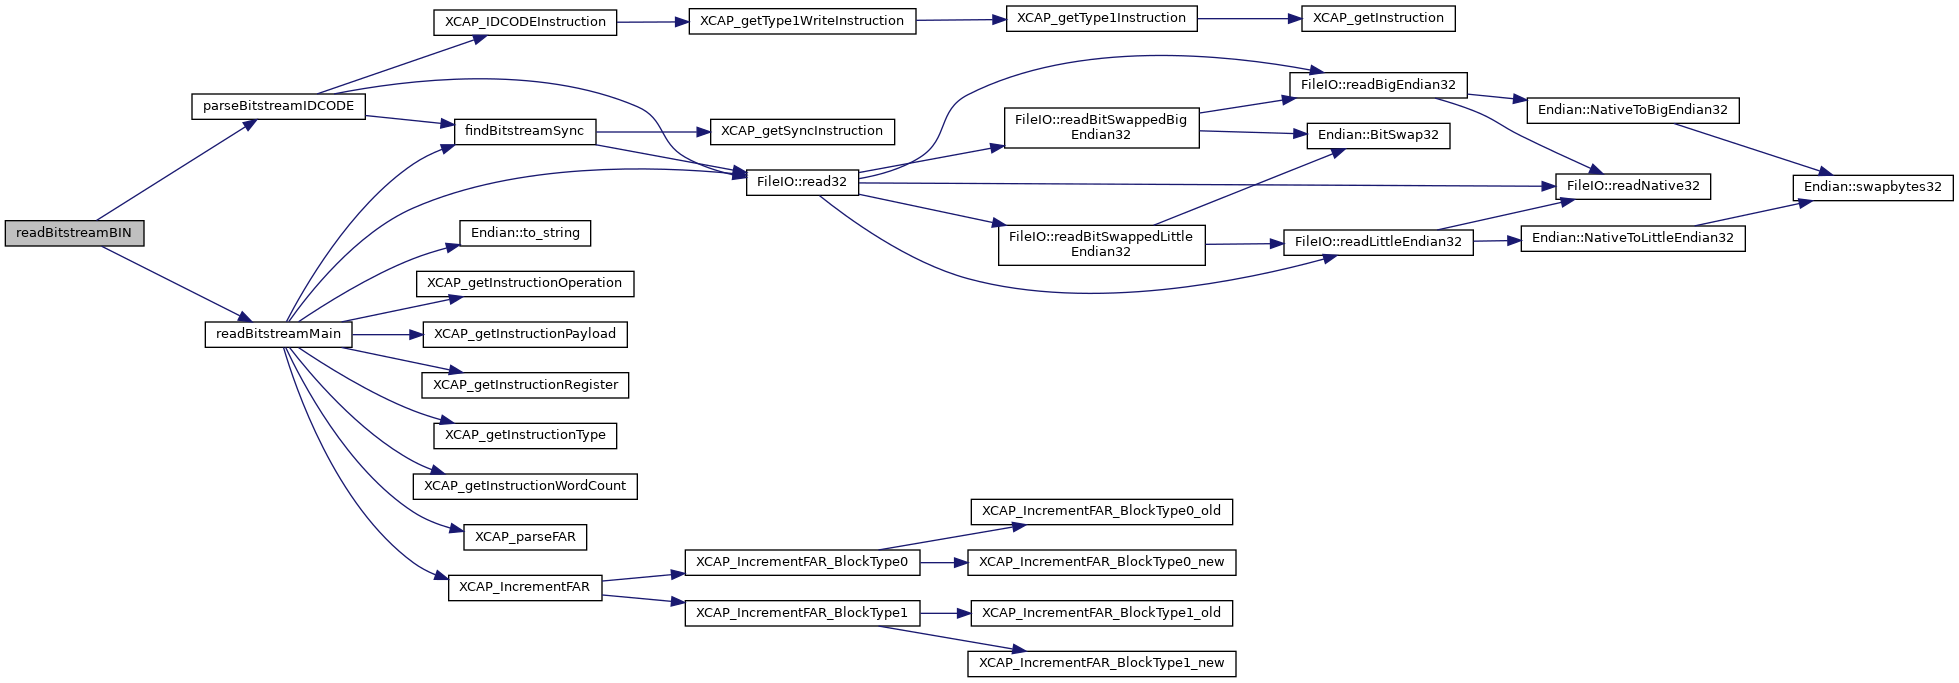 XCAP_IDCODEInstruction
XCAP_getType1WriteInstruction
XCAP_getType1Instruction
XCAP_getInstruction
parseBitstreamIDCODE
findBitstreamSync
XCAP_getSyncInstruction
FileIO::readBitSwappedBig
Endian32
FileIO::readBigEndian32
Endian::NativeToBigEndian32
Endian::BitSwap32
FileIO::read32
FileIO::readNative32
Endian::swapbytes32
readBitstreamBIN
Endian::to_string
FileIO::readBitSwappedLittle
Endian32
FileIO::readLittleEndian32
Endian::NativeToLittleEndian32
XCAP_getInstructionOperation
readBitstreamMain
XCAP_getInstructionPayload
XCAP_getInstructionRegister
XCAP_getInstructionType
XCAP_getInstructionWordCount
XCAP_parseFAR
XCAP_IncrementFAR
XCAP_IncrementFAR_BlockType0
XCAP_IncrementFAR_BlockType0_old
XCAP_IncrementFAR_BlockType0_new
XCAP_IncrementFAR_BlockType1
XCAP_IncrementFAR_BlockType1_old
XCAP_IncrementFAR_BlockType1_new